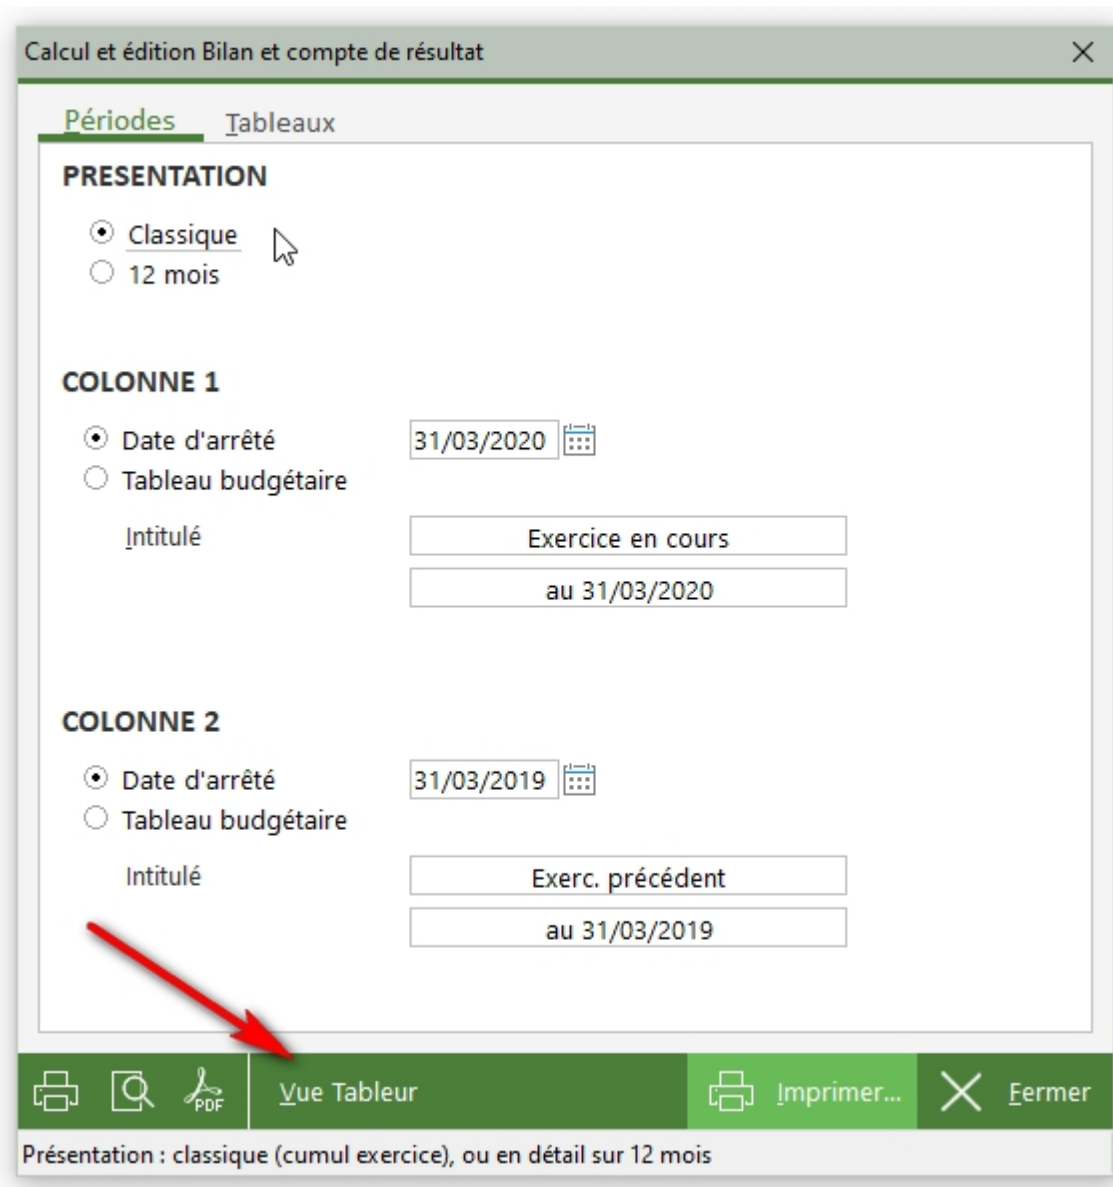 Calcul et édition Bilan et compte de résultat
Périodes Tableaux
PRESENTATION
Classique
12 mois
COLONNE 1
Date d'arrêté 31/03/2020
Tableau budgétaire
Intitulé Exercice en cours
au 31/03/2020
COLONNE 2
Date d'arrêté 31/03/2019
Tableau budgétaire
Intitulé Exerc. précédent
au 31/03/2019
PDF Vue Tableur Imprimer... Fermer
Présentation : classique (cumul exercice), ou en détail sur 12 mois